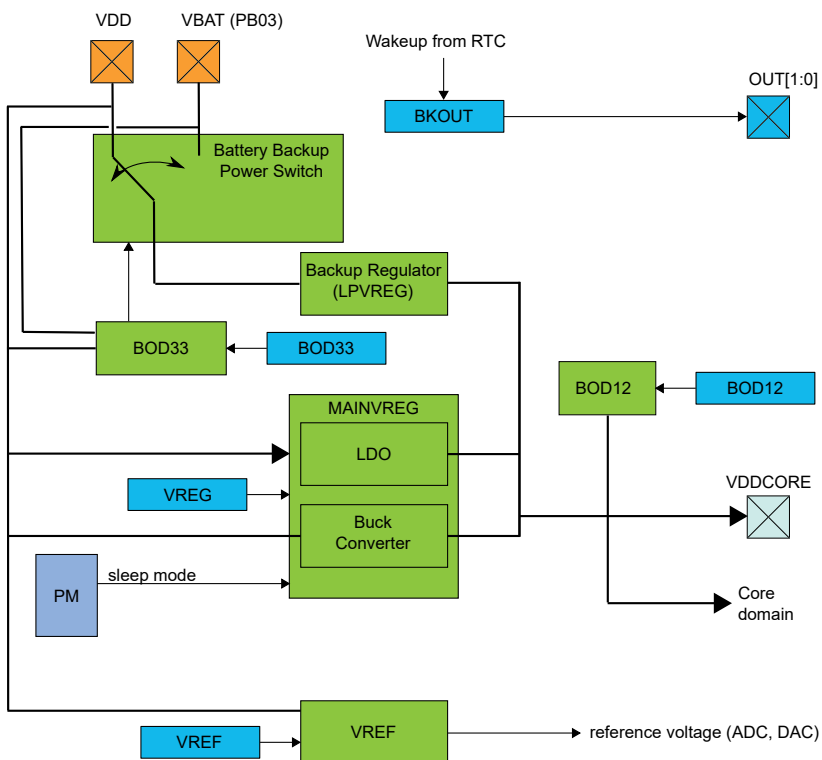 VDD
VBAT (PB03)
Wakeup from RTC
OUT[1:0]
BKOUT
Battery Backup
Power Switch
Backup Regulator
(LPVREG)
BOD33
BOD33
BOD12
BOD12
MAINVREG
LDO
VREG
VDDCORE
Buck
Converter
sleep mode
PM
Core
domain
VREF
VREF
reference voltage (ADC, DAC)